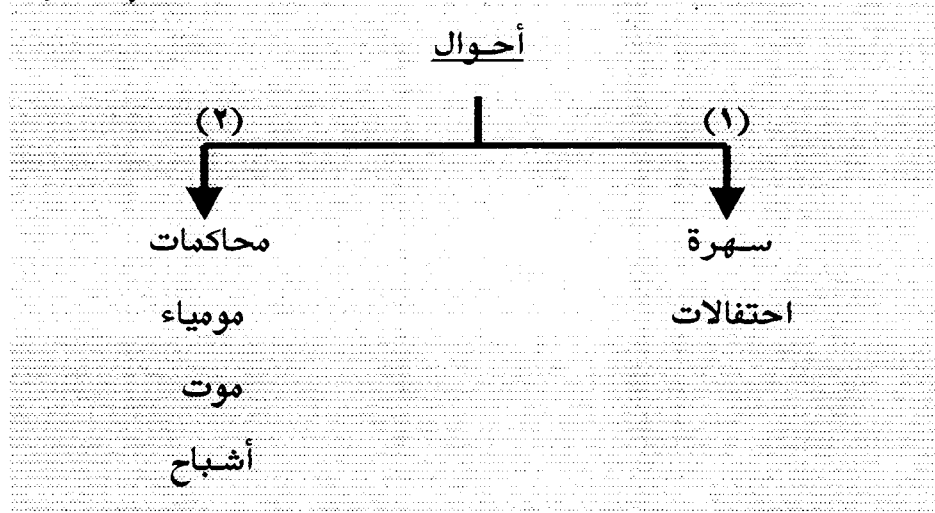 أحوال
(١) (٢)
سهرة محاكمات
احتفالات مومياء
موت
أشباح